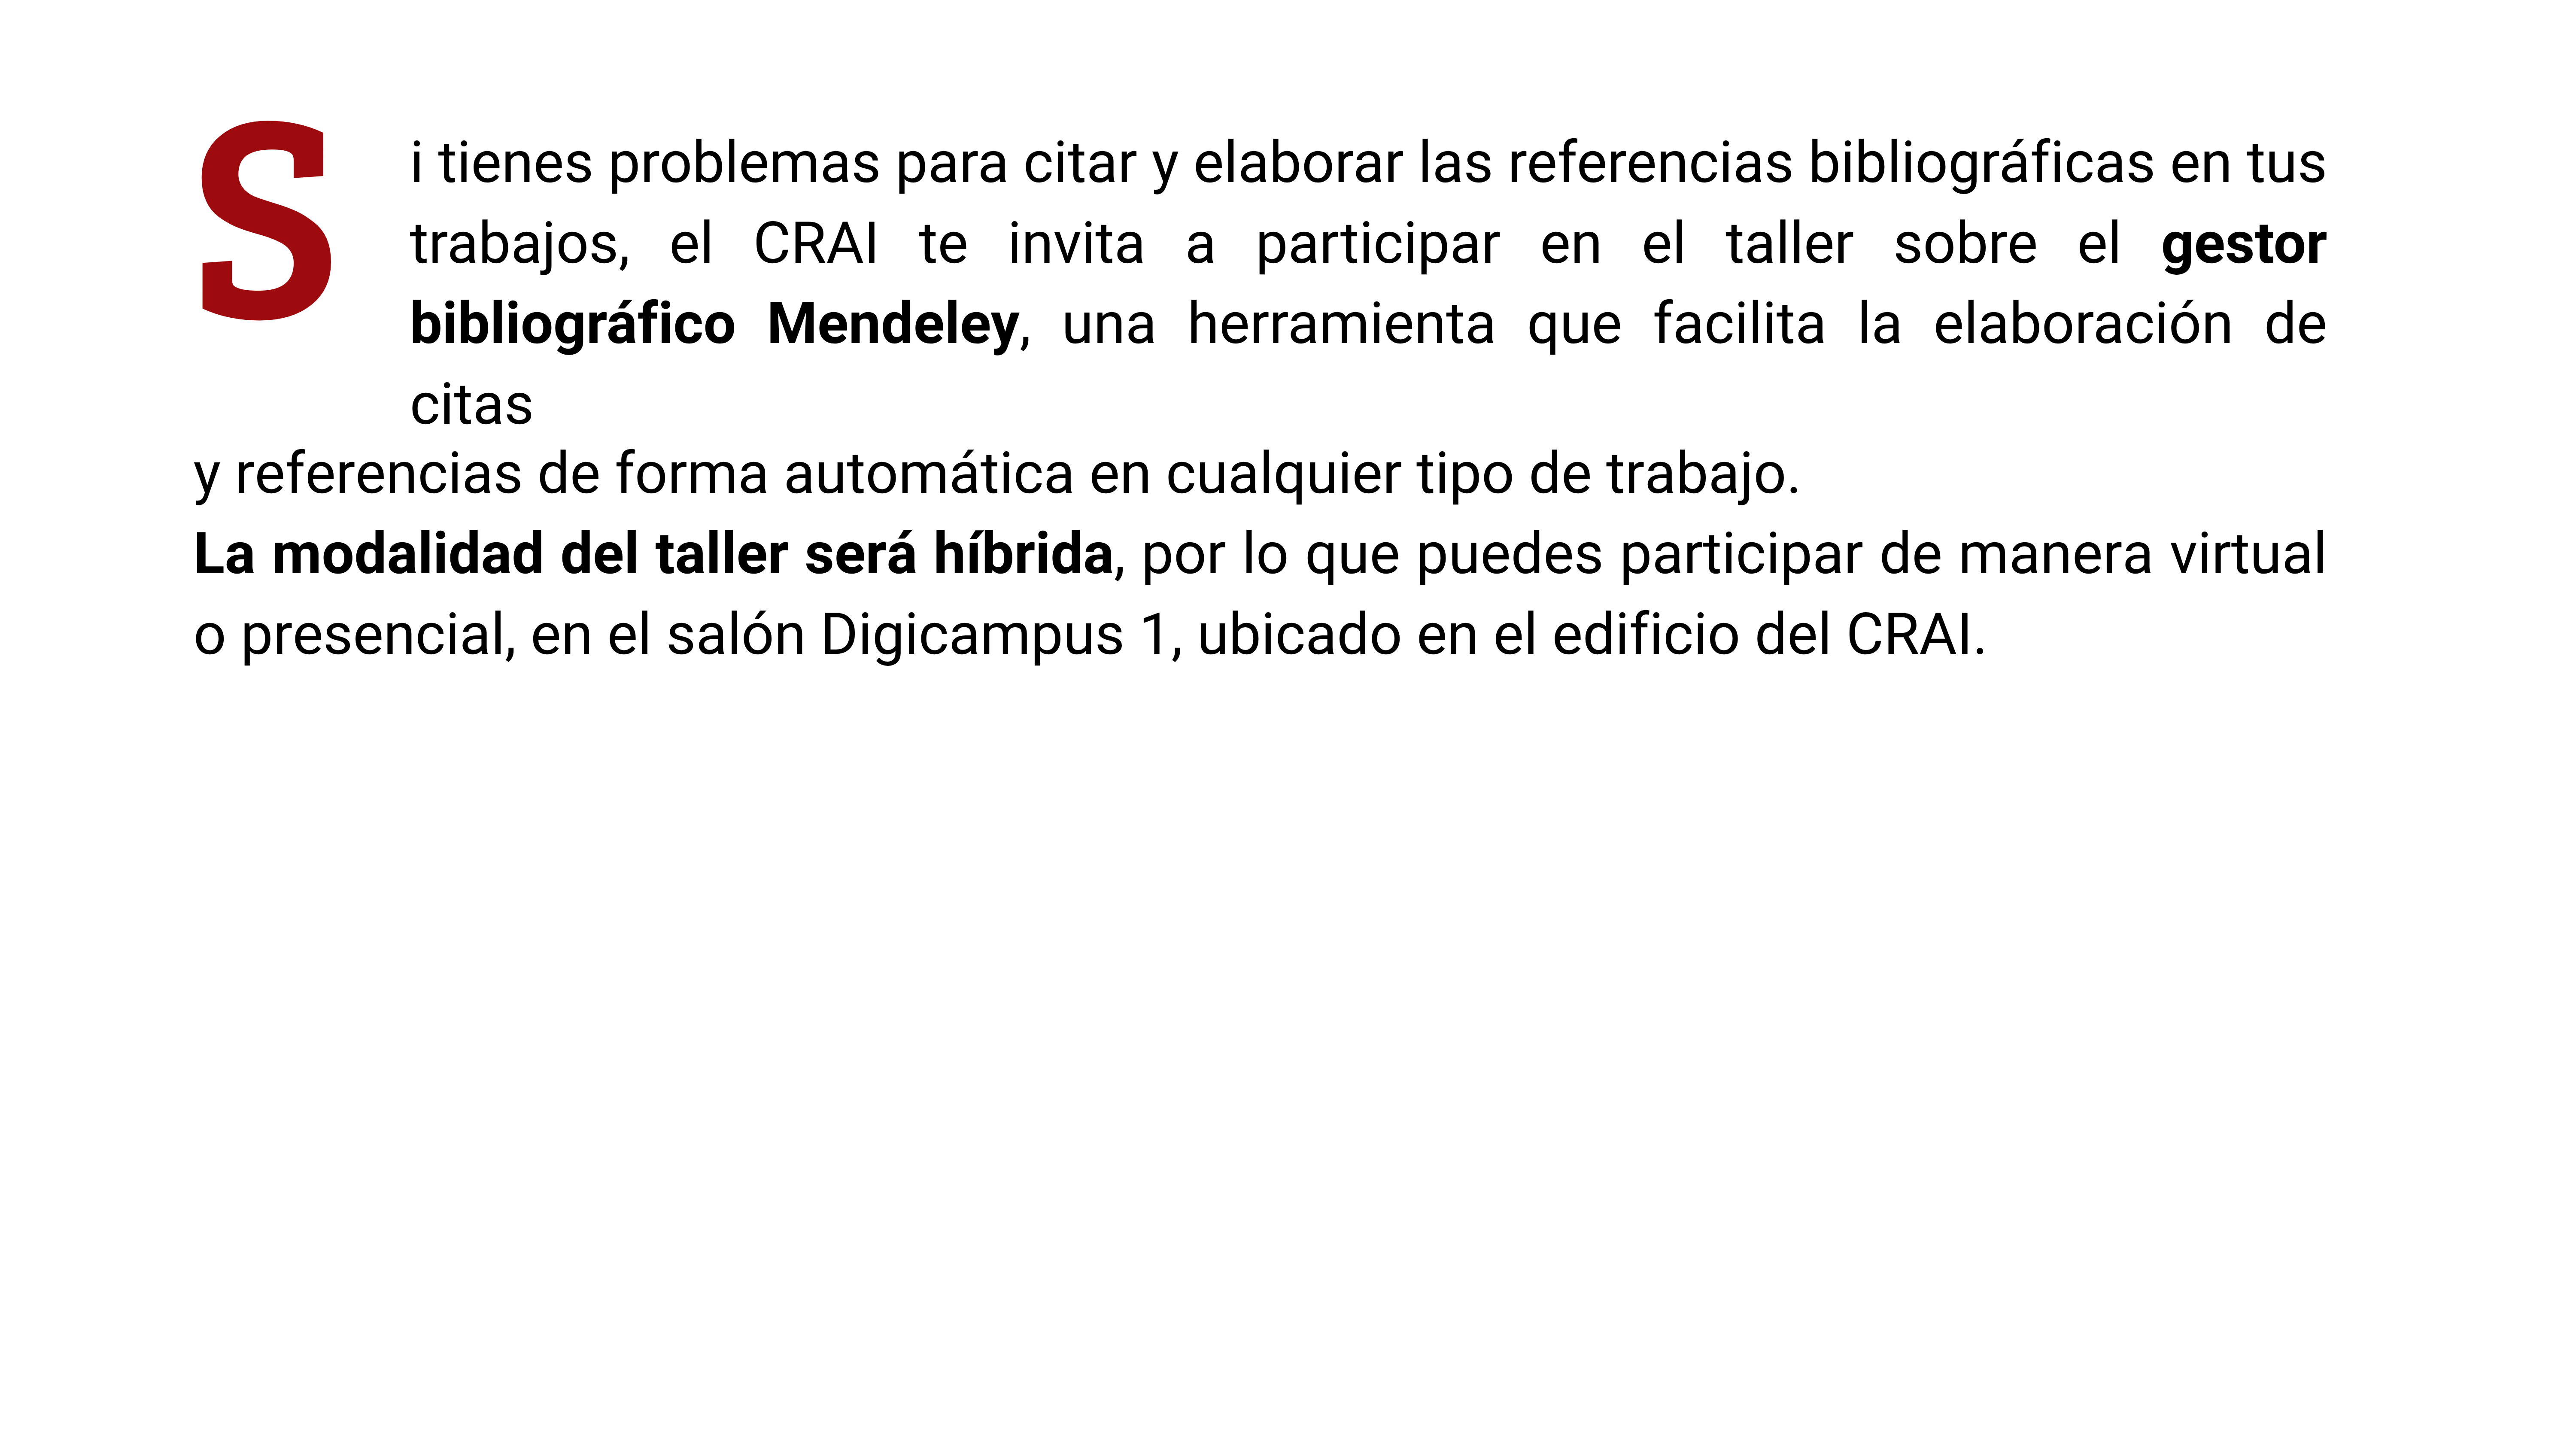 Si tienes problemas para citar y elaborar las referencias bibliográficas en tus
trabajos, el CRAI te invita a participar en el taller sobre el gestor
bibliográfico Mendeley, una herramienta que facilita la elaboración de
citas
y referencias de forma automática en cualquier tipo de trabajo.
La modalidad del taller será híbrida, por lo que puedes participar de manera virtual
o presencial, en el salón Digicampus 1, ubicado en el edificio del CRAI.